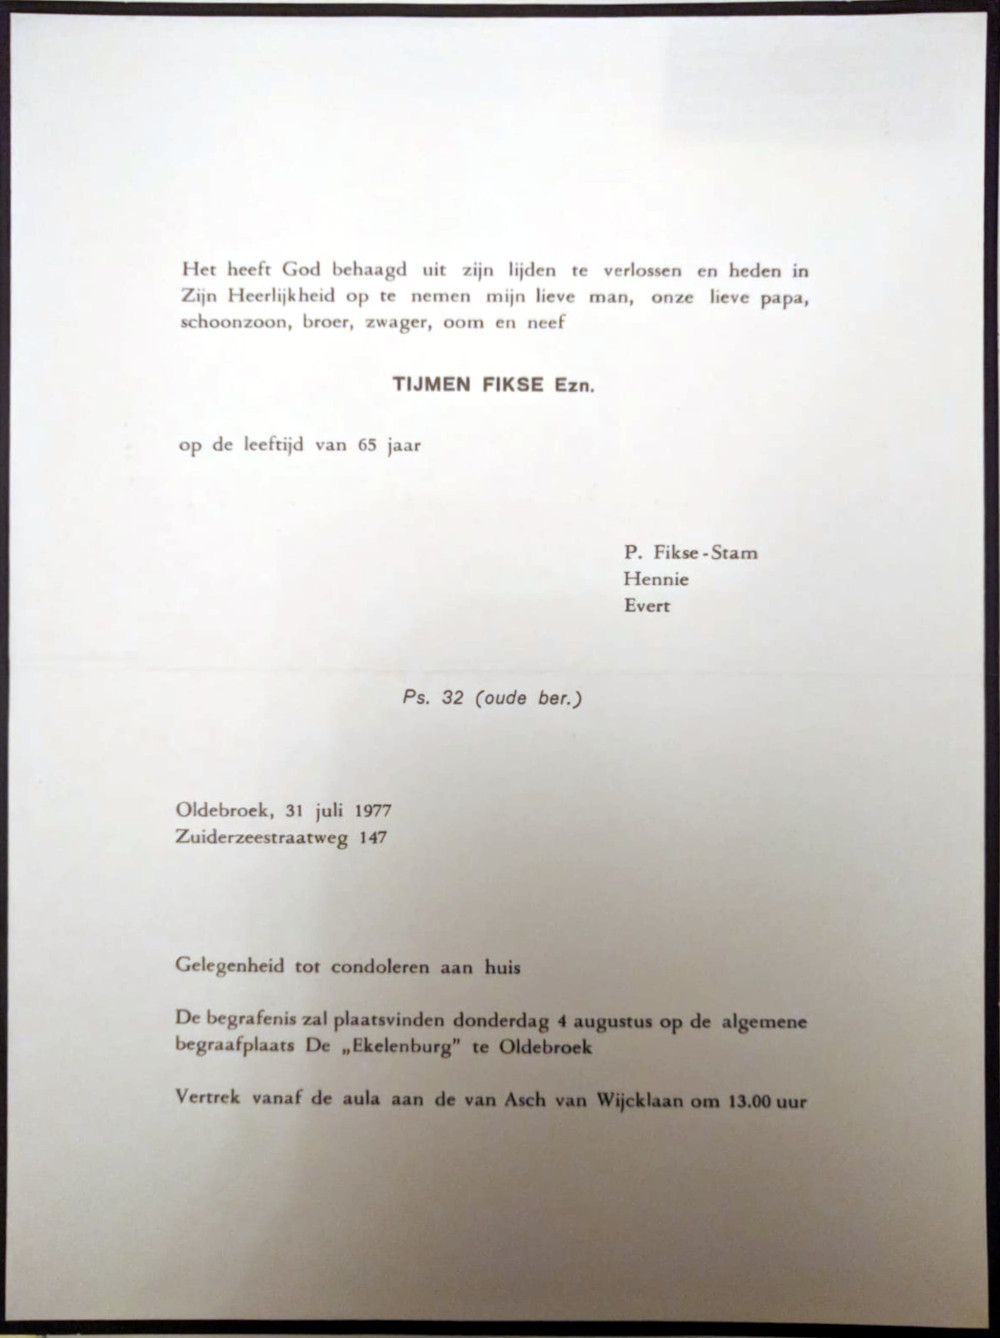 Het heeft God behaagd uit zijn lijden te verlossen en heden in
Zijn Heerlijkheid op te nemen mijn lieve man, onze lieve papa,
schoonzoon, broer, zwager, oom en neef
TIJMEN FIKSE Ezn.
op de leeftijd van 65 jaar
P. Fikse-Stam
Hennie
Evert
Ps. 32 (oude ber.)
Oldebroek, 31 juli 1977
Zuiderzeestraatweg 147
Gelegenheid tot condoleren aan huis
De begrafenis zal plaatsvinden donderdag 4 augustus op de algemene
begraafplaats De „Ekelenburg” te Oldebroek
Vertrek vanaf de aula aan de van Asch van Wijcklaan om 13.00 uur